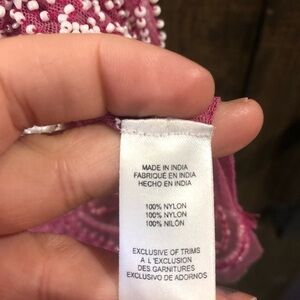 MADE IN INDIA
FABRIQUÉ EN INDIA
HECHO EN INDIA
100% NYLON
100% NYLON
100% NILÓN
EXCLUSIVE OF TRIMS
A L'EXCLUSION
DES GARNITURES
EXCLUSIVO DE ADORNOS